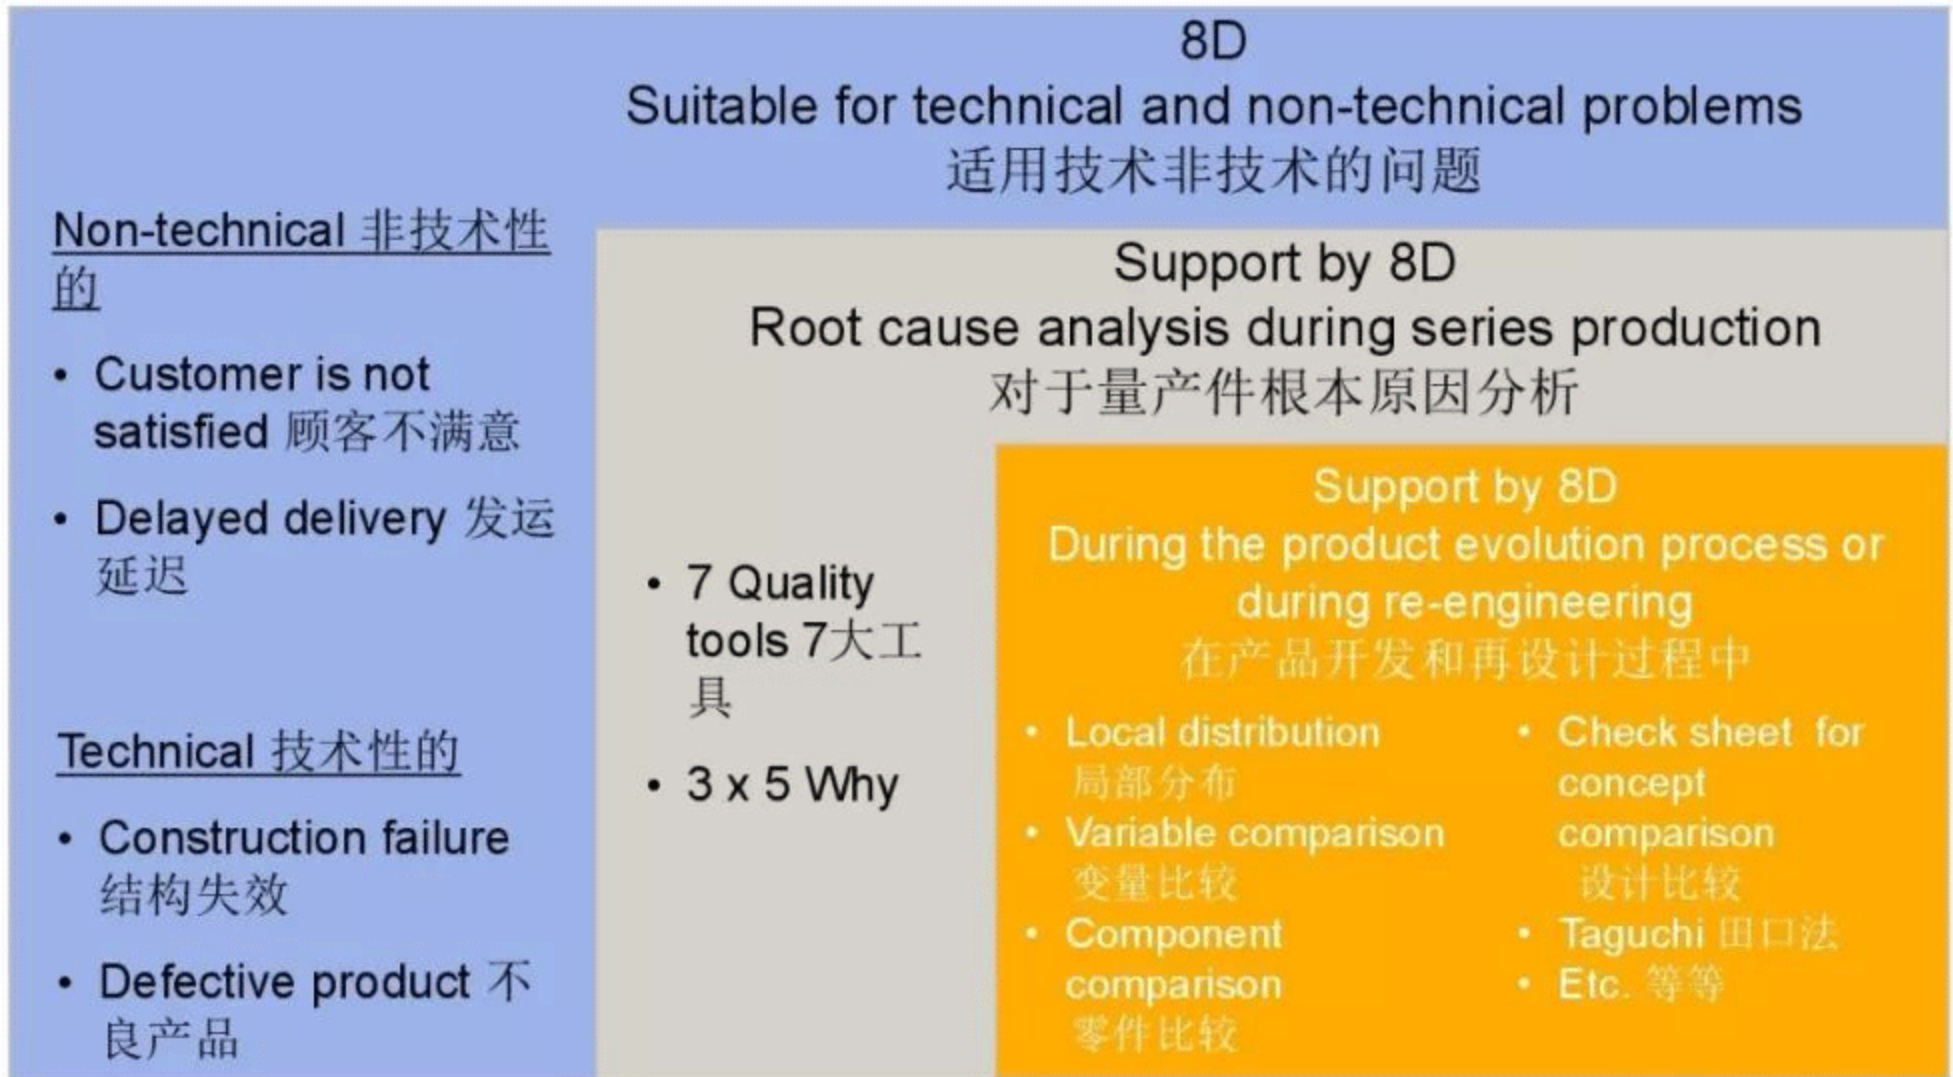 8D
Suitable for technical and non-technical problems
适用技术非技术的问题
Non-technical 非技术性
的
• Customer is not
satisfied 顾客不满意
• Delayed delivery 发运
延迟
Technical 技术性的
• Construction failure
结构失效
• Defective product 不
良产品
Support by 8D
Root cause analysis during series production
对于量产件根本原因分析
• 7 Quality
tools 7大工
具
• 3 x 5 Why
Support by 8D
During the product evolution process or
during re-engineering
在产品开发和再设计过程中
• Local distribution
局部分布
• Variable comparison
变量比较
• Component
comparison
零件比较
• Check sheet for
concept
comparison
设计比较
• Taguchi 田口法
• Etc. 等等